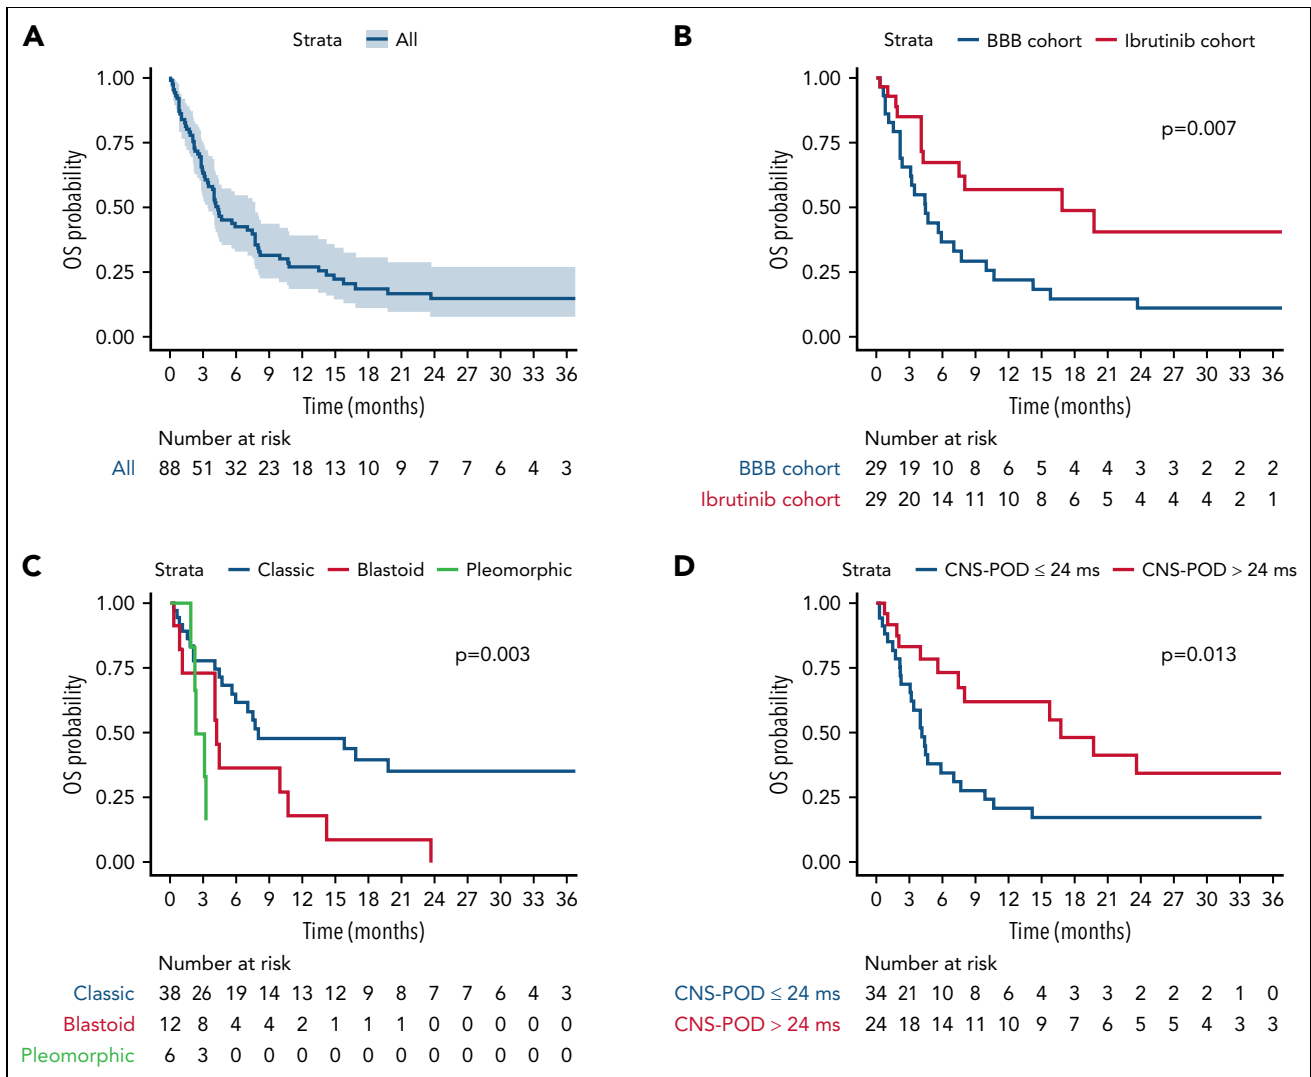 A
Strata All
1.00
0.75
0.50
0.25
0.00
OS probability
0 3 6 9 12 15 18 21 24 27 30 33 36
Time (months)
Number at risk
All 88 51 32 23 18 13 10 9 7 7 6 4 3
B
Strata BBB cohort Ibrutinib cohort
1.00
0.75
0.50
0.25
0.00
OS probability
p=0.007
0 3 6 9 12 15 18 21 24 27 30 33 36
Time (months)
Number at risk
BBB cohort 29 19 10 8 6 5 4 4 3 3 2 2 2
Ibrutinib cohort 29 20 14 11 10 8 6 5 4 4 4 2 1
C
Strata Classic Blastoid Pleomorphic
1.00
0.75
0.50
0.25
0.00
OS probability
p=0.003
0 3 6 9 12 15 18 21 24 27 30 33 36
Time (months)
Number at risk
Classic 38 26 19 14 13 12 9 8 7 7 6 4 3
Blastoid 12 8 4 4 2 1 1 1 0 0 0 0 0
Pleomorphic 6 3 0 0 0 0 0 0 0 0 0 0 0
D
Strata CNS-POD ≤ 24 ms CNS-POD > 24 ms
1.00
0.75
0.50
0.25
0.00
OS probability
p=0.013
0 3 6 9 12 15 18 21 24 27 30 33 36
Time (months)
Number at risk
CNS-POD ≤ 24 ms 34 21 10 8 6 4 3 3 2 2 2 1 0
CNS-POD > 24 ms 24 18 14 11 10 9 7 6 5 5 4 3 3